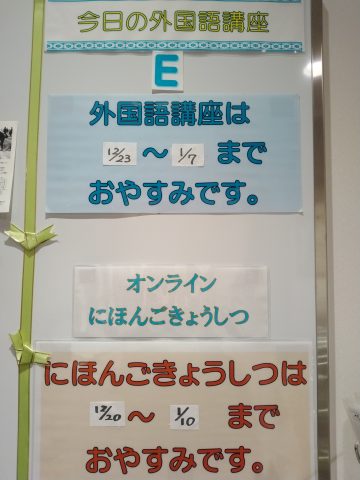 今日の外国語講座
E
外国語講座は
12/23 ～ 1/7 まで
おやすみです。
オンライン
にほんごきょうしつ
にほんごきょうしつは
12/20 ～ 1/10 まで
おやすみです。